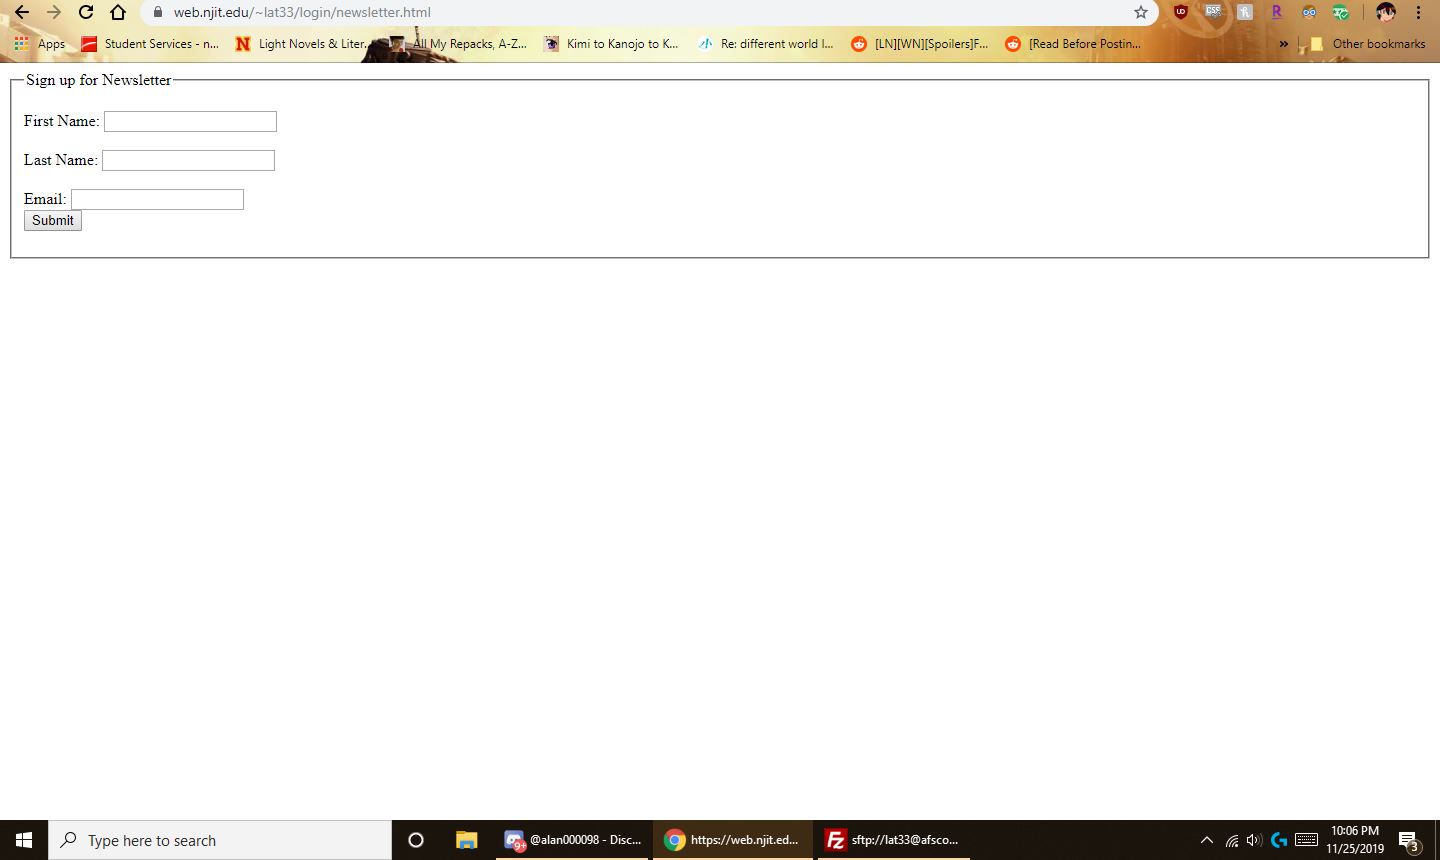 web.njit.edu/~lat33/login/newsletter.html
Apps Student Services - n... Light Novels & Liter... All My Repacks, A-Z... Kimi to Kanojo to K... Re: different world l... [LN][WN][Spoilers]F... [Read Before Postin... » Other bookmarks
Sign up for Newsletter
First Name:
Last Name:
Email:
Submit
Type here to search
9+ @alan000098 - Disc... https://web.njit.ed... sftp://lat33@afsco...
10:06 PM
11/25/2019
3